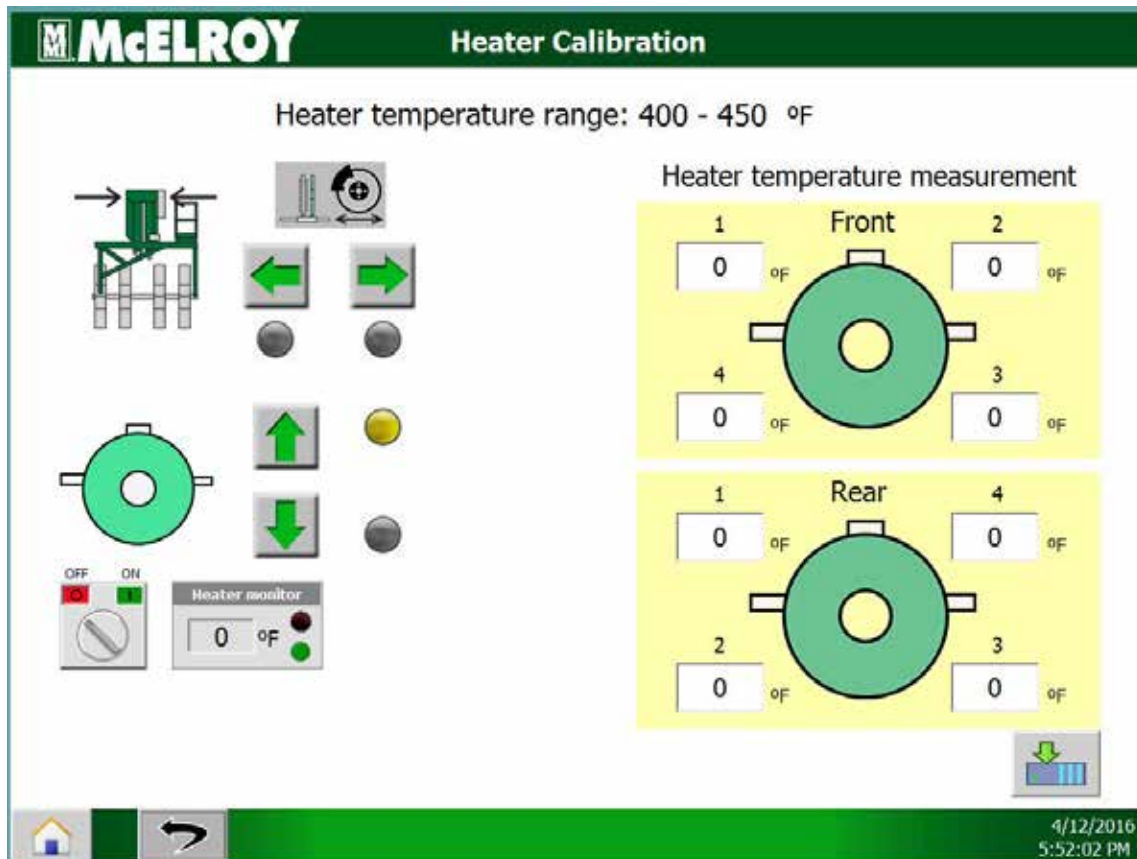 MM McELROY
Heater Calibration
Heater temperature range: 400 - 450 ºF
Heater temperature measurement
Front
1 2
0 ºF 0 ºF
4 3
0 ºF 0 ºF
Rear
1 4
0 ºF 0 ºF
2 3
0 ºF 0 ºF
OFF ON
O I
Heater monitor
0 ºF
4/12/2016
5:52:02 PM